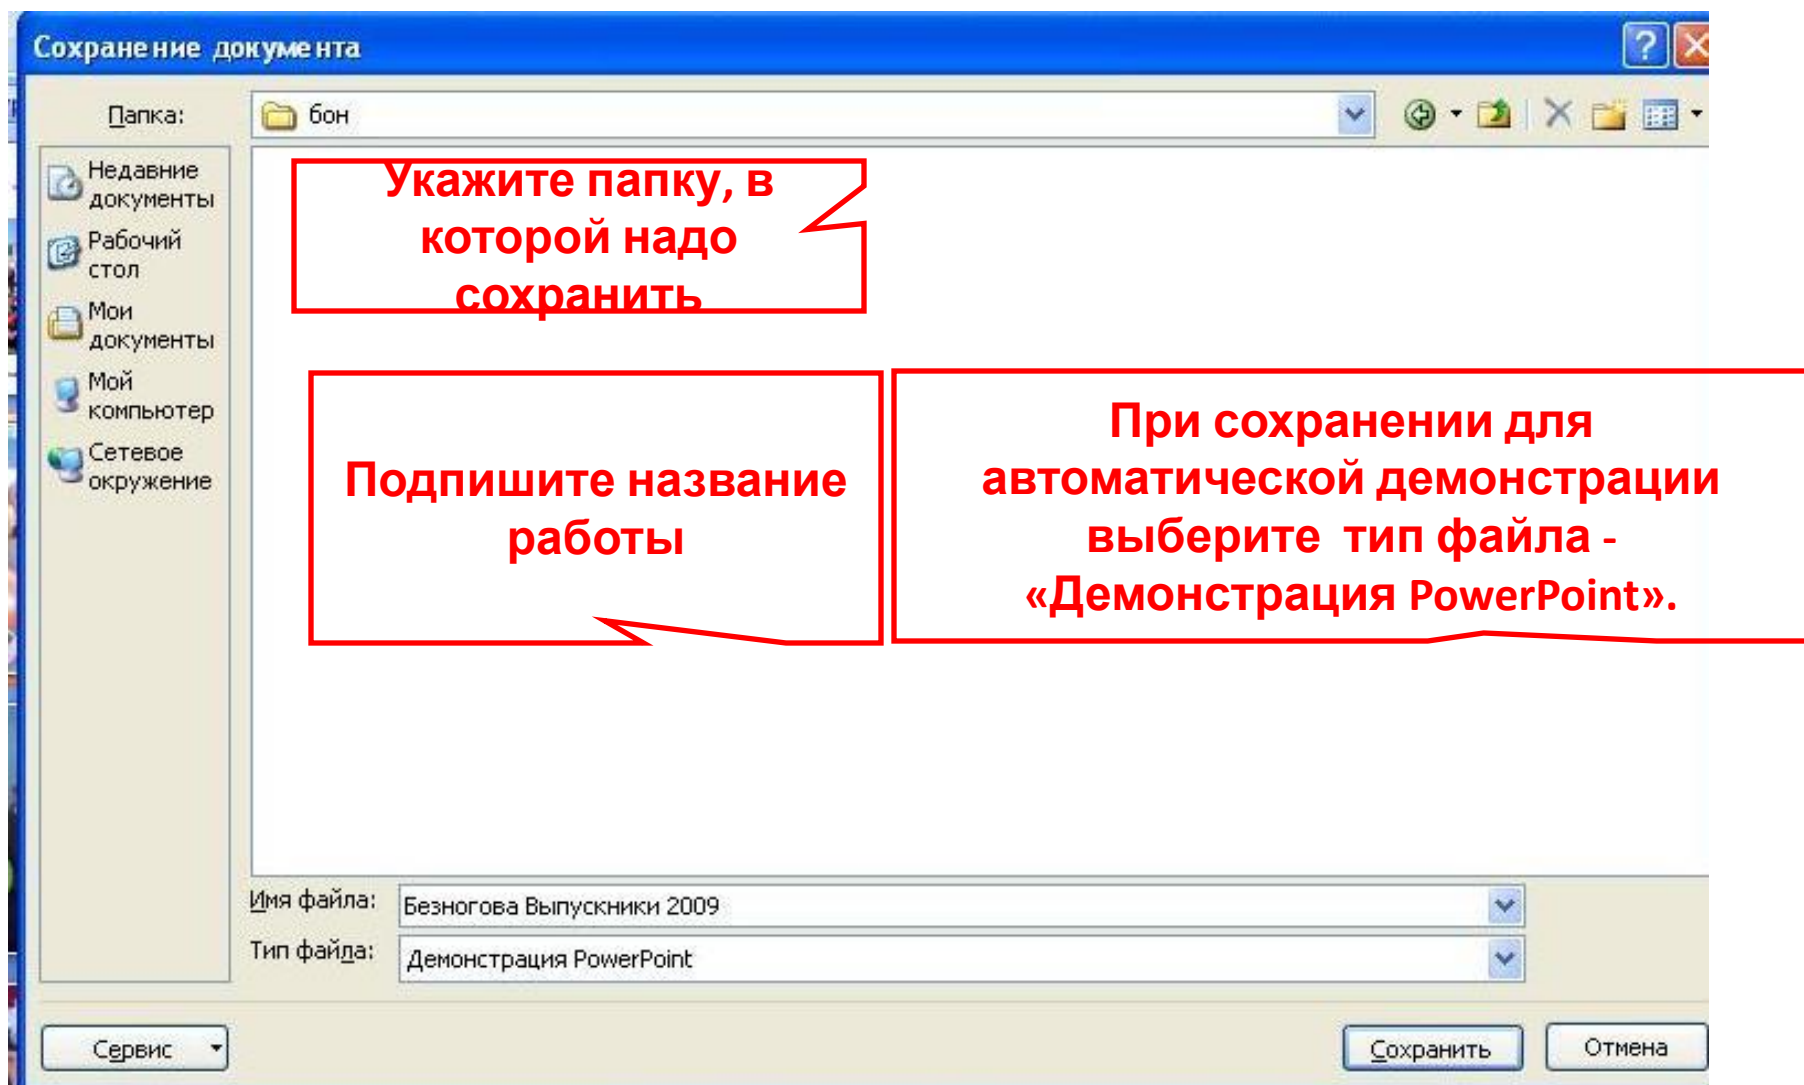 Сохранение документа
Папка:
бон
Недавние
документы
Рабочий
стол
Мои
документы
Мой
компьютер
Сетевое
окружение
Укажите папку, в
которой надо
сохранить
Подпишите название
работы
При сохранении для
автоматической демонстрации
выберите тип файла -
«Демонстрация PowerPoint».
Имя файла:
Безногова Выпускники 2009
Тип файла:
Демонстрация PowerPoint
Сервис
Сохранить
Отмена